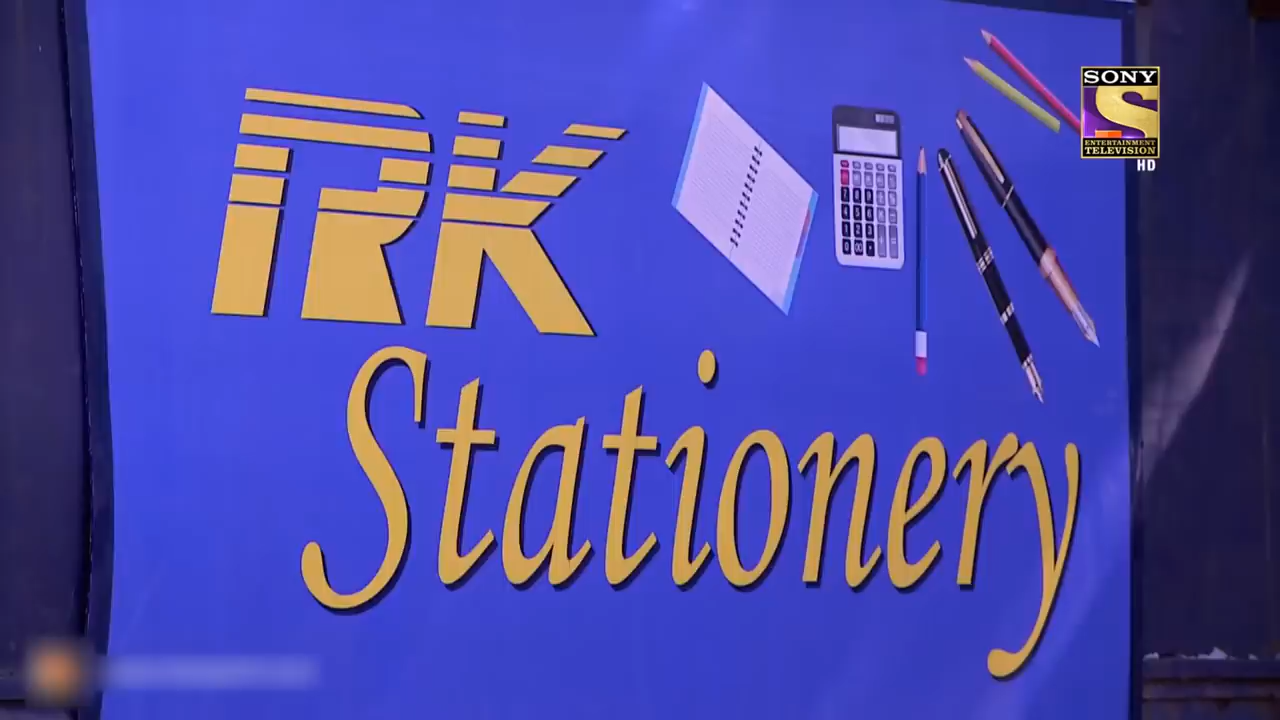 RK
Stationery
SONY
ENTERTAINMENT
TELEVISION
HD